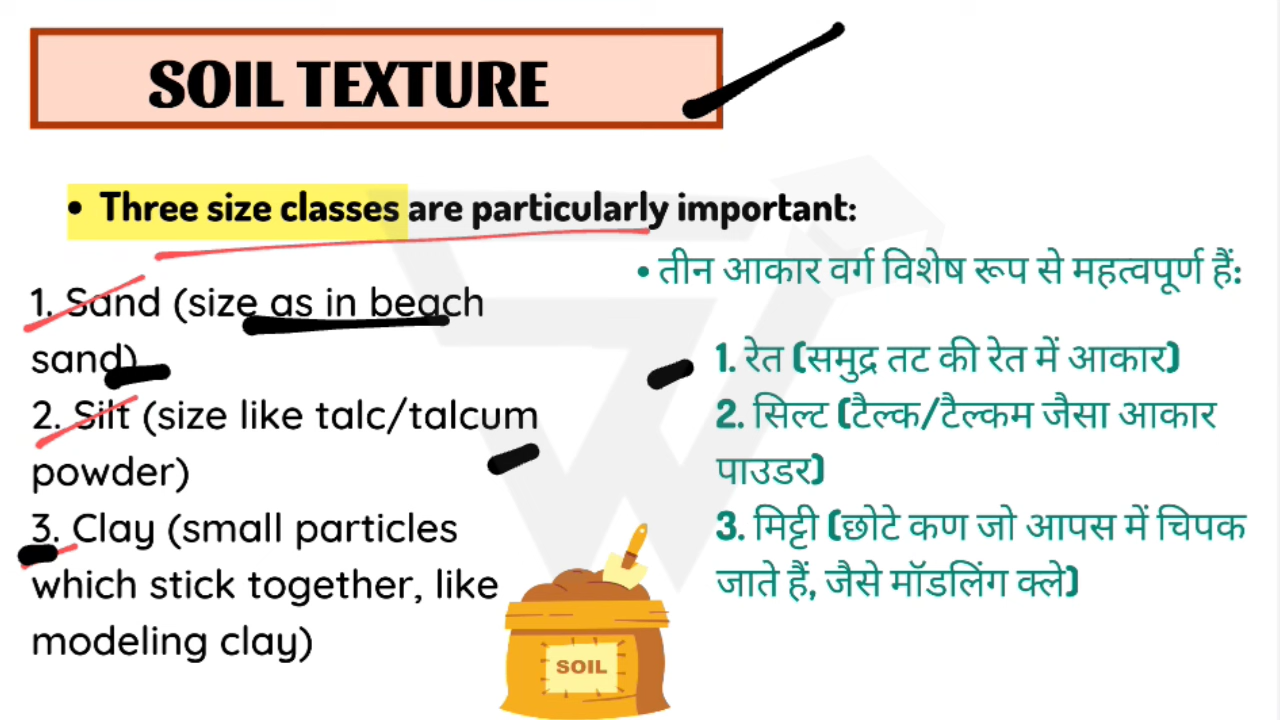 SOIL TEXTURE
• Three size classes are particularly important:
1. Sand (size as in beach
sand)
2. Silt (size like talc/talcum
powder)
3. Clay (small particles
which stick together, like
modeling clay)
• तीन आकार वर्ग विशेष रूप से महत्वपूर्ण हैं:
1. रेत (समुद्र तट की रेत में आकार)
2. सिल्ट (टैल्क/टैल्कम जैसा आकार
पाउडर)
3. मिट्टी (छोटे कण जो आपस में चिपक
जाते हैं, जैसे मॉडलिंग क्ले)
SOIL